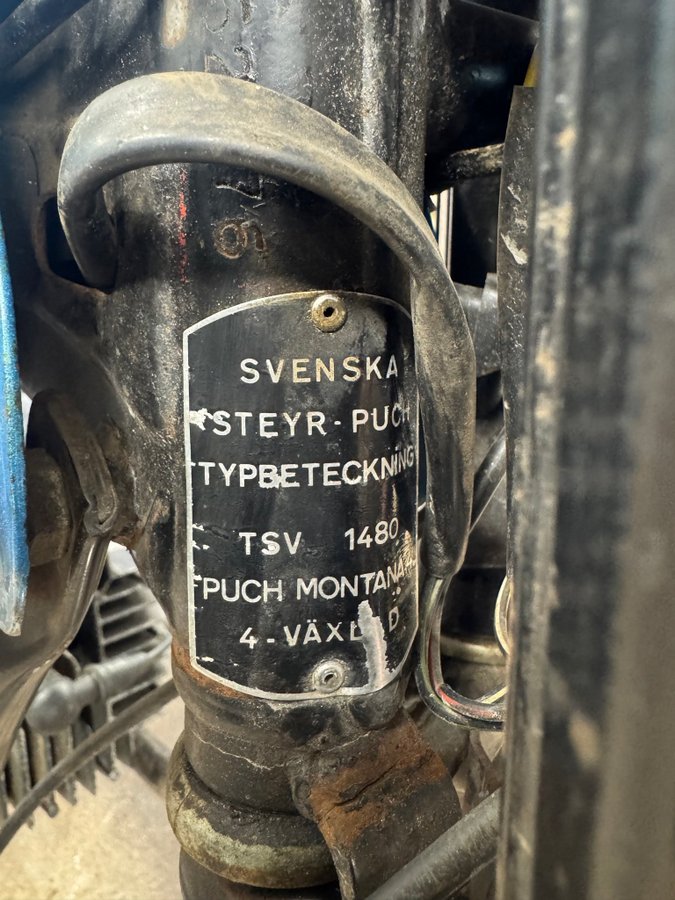 SVENSKA
STEYR-PUCH
TYPBETECKNING
TSV 1480
PUCH MONTANA
4-VÄXLAD